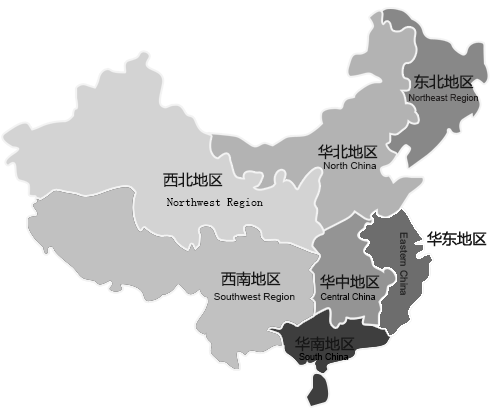 东北地区
Northeast Region
华北地区
North China
西北地区
Northwest Region
华东地区
Eastern China
西南地区
Southwest Region
华中地区
Central China
华南地区
South China